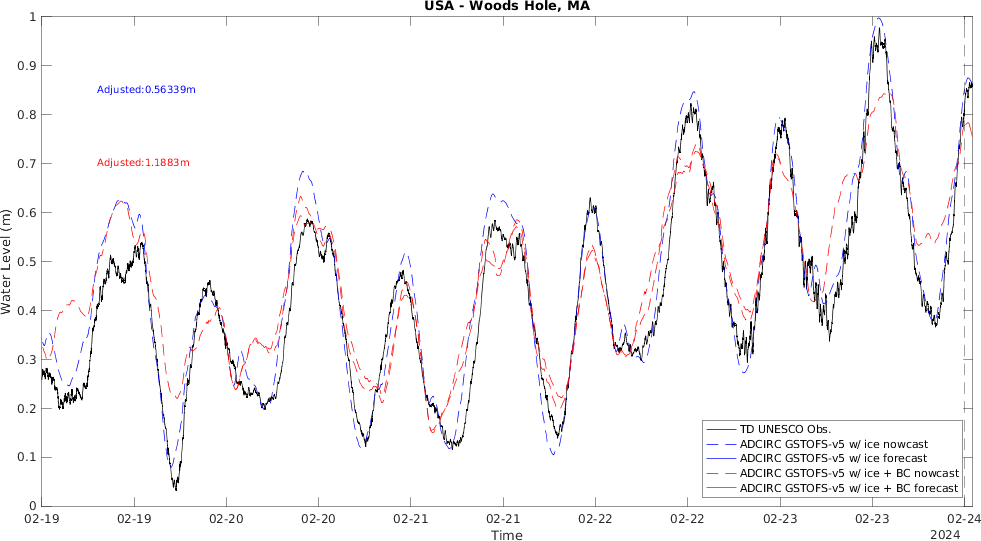 USA - Woods Hole, MA
1
0.9
0.8
0.7
0.6
0.5
0.4
0.3
0.2
0.1
0
Water Level (m)
Adjusted:0.56339m
Adjusted:1.1883m
TD UNESCO Obs.
ADCIRC GSTOFS-v5 w/ ice nowcast
ADCIRC GSTOFS-v5 w/ ice forecast
ADCIRC GSTOFS-v5 w/ ice + BC nowcast
ADCIRC GSTOFS-v5 w/ ice + BC forecast
02-19 02-19 02-20 02-20 02-21 02-21 02-22 02-22 02-23 02-23 02-24
2024
Time